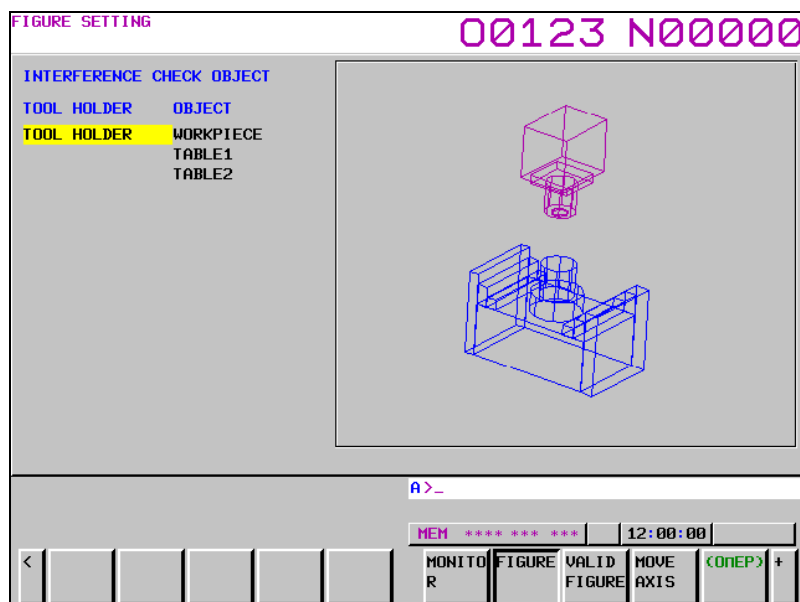 FIGURE SETTING
O0123 N00000
INTERFERENCE CHECK OBJECT
TOOL HOLDER OBJECT
TOOL HOLDER WORKPIECE
TABLE1
TABLE2
A>_
MEM **** *** *** 12:00:00
< MONITO FIGURE VALID MOVE (ОПЕР) +
R FIGURE AXIS